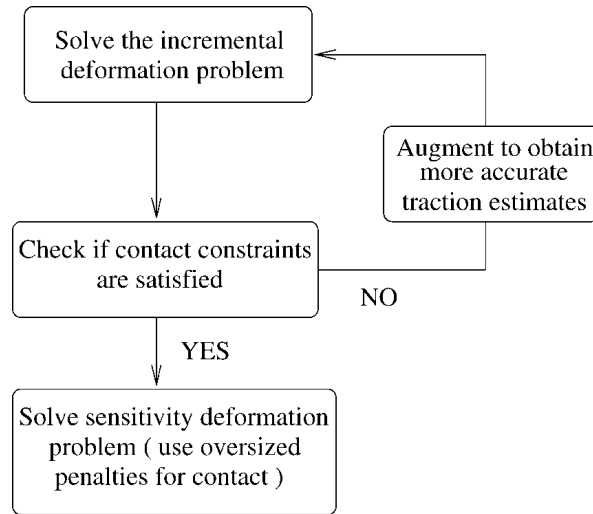 Solve the incremental
deformation problem
Augment to obtain
more accurate
traction estimates
Check if contact constraints
are satisfied
NO
YES
Solve sensitivity deformation
problem ( use oversized
penalties for contact )